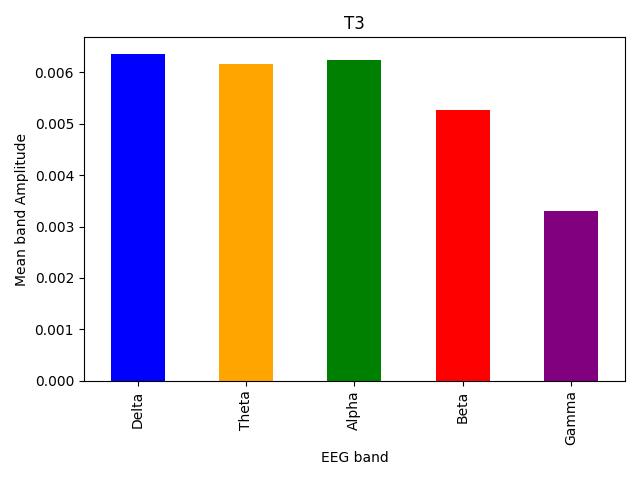 T3
Mean band Amplitude
0.006
0.005
0.004
0.003
0.002
0.001
0.000
Delta
Theta
Alpha
Beta
Gamma
EEG band